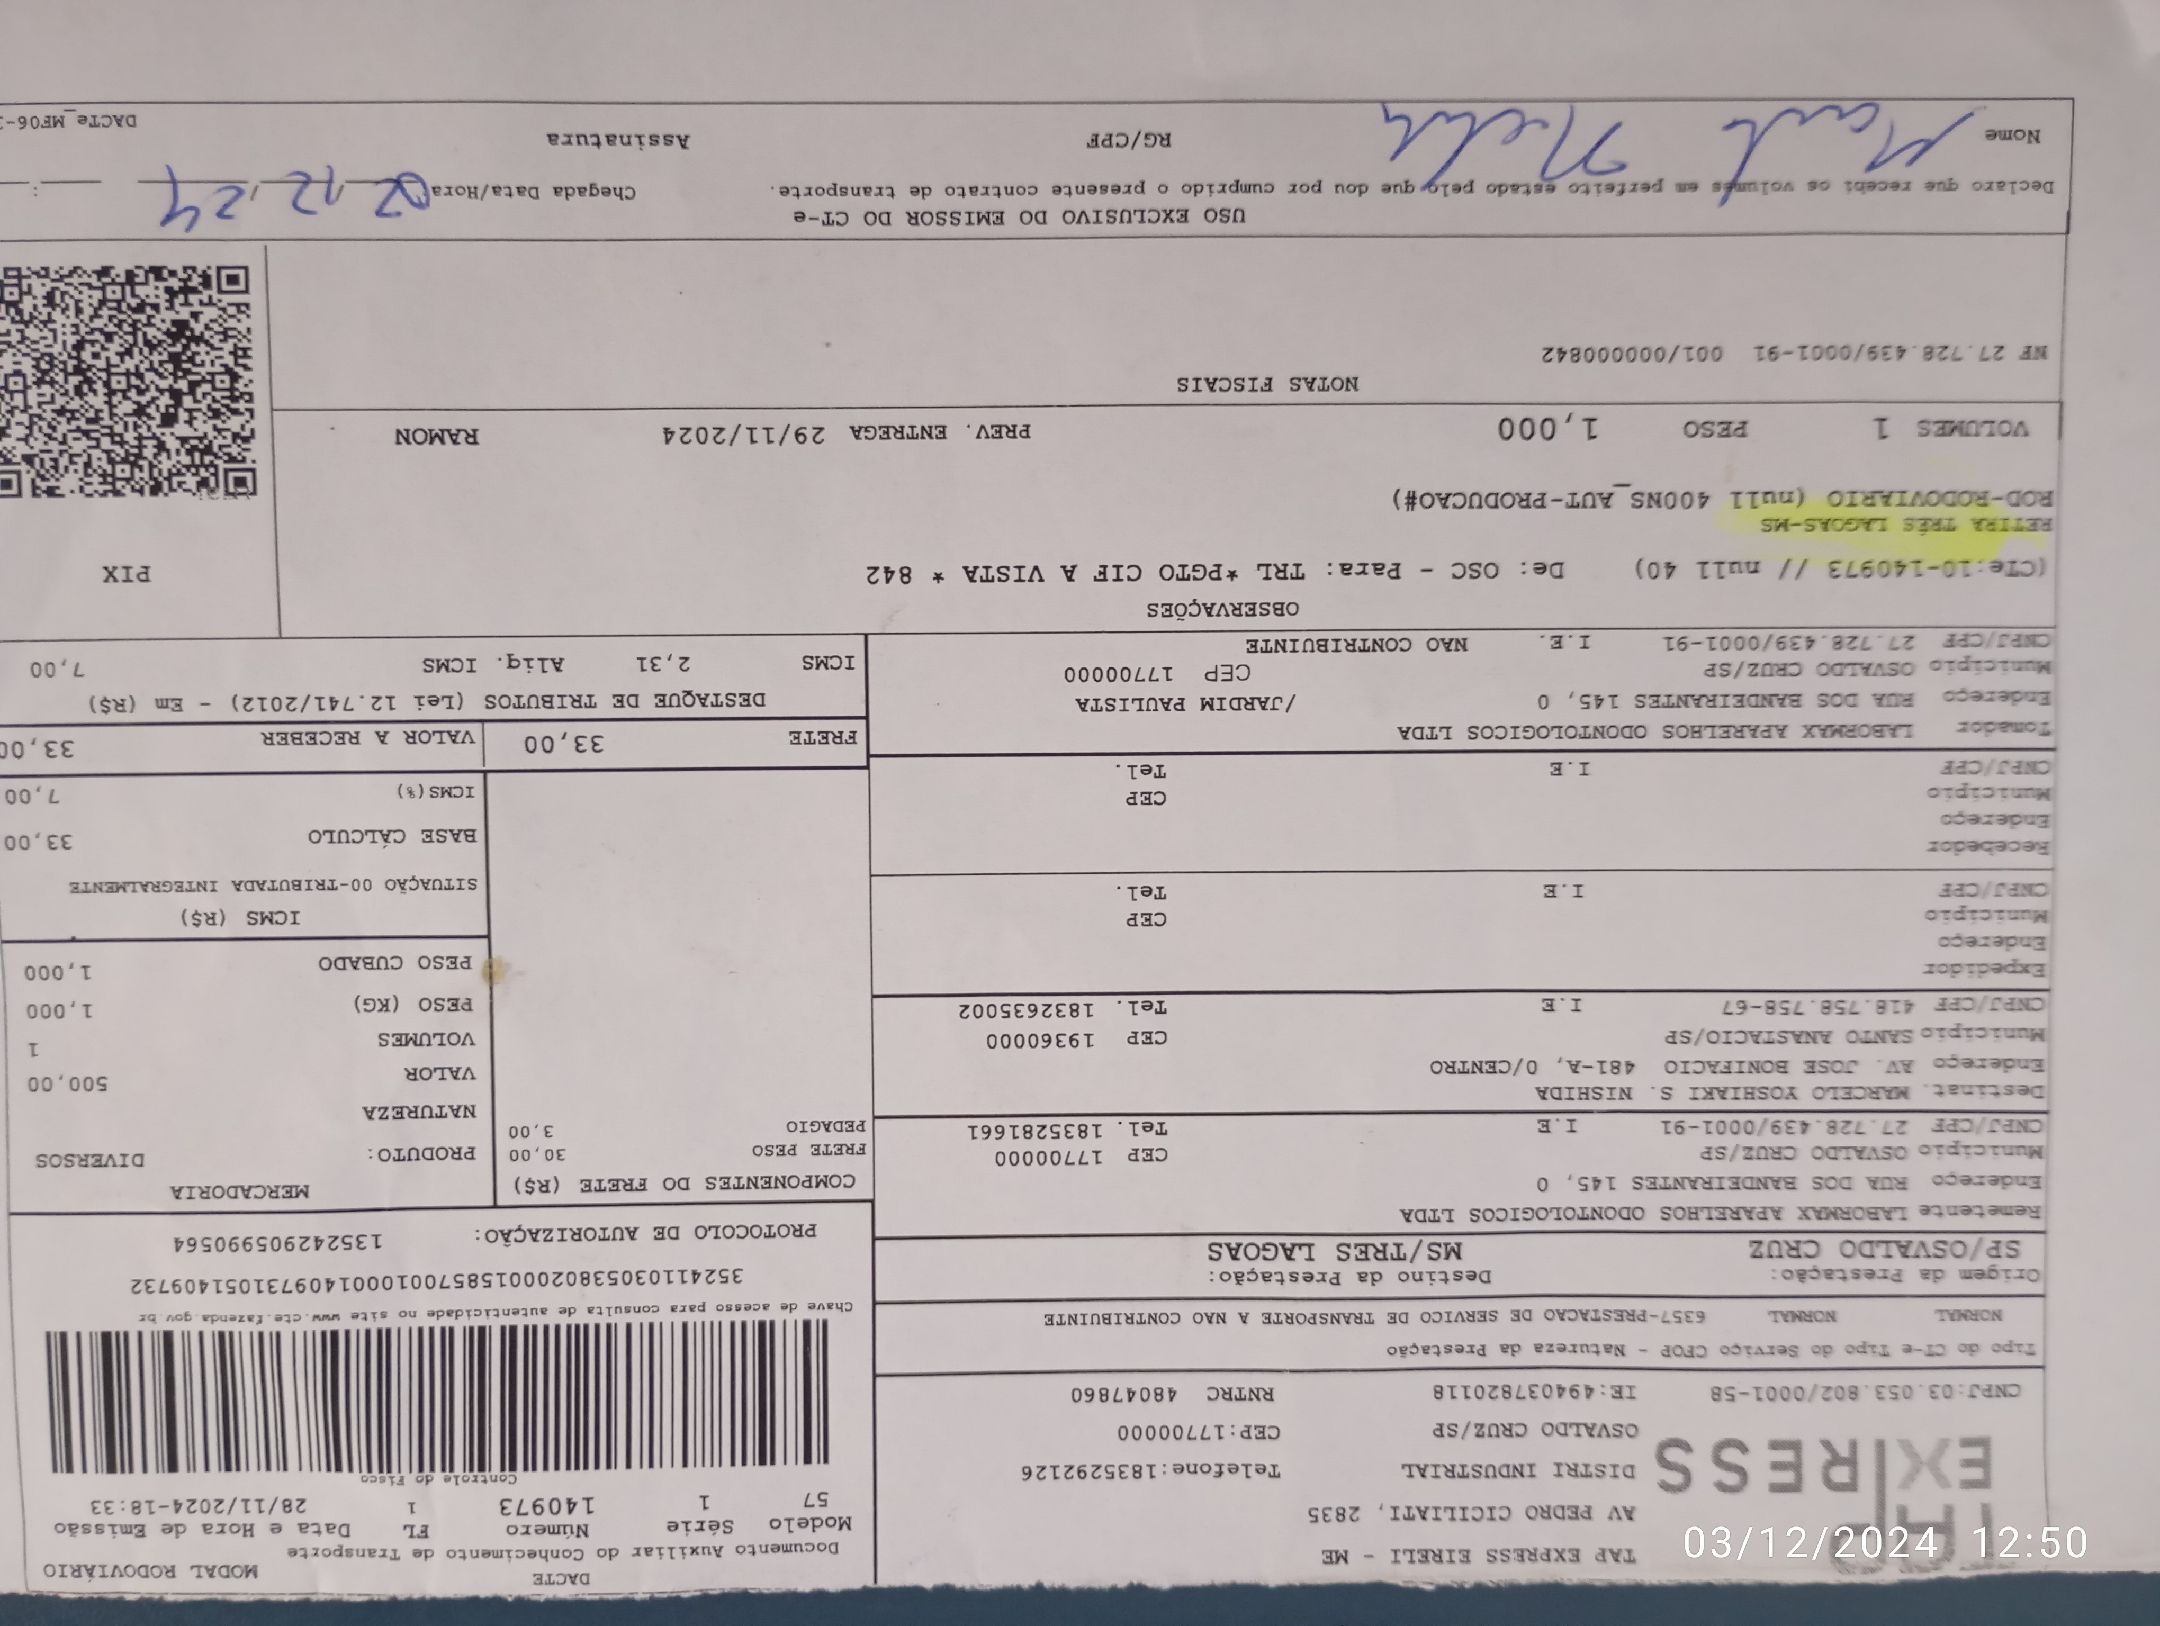 TAP EXPRESS EIRELI - ME
AV PEDRO CICILIATI, 2835
DISTRI INDUSTRIAL Telefone:1835292126
OSVALDO CRUZ/SP CEP:17700000
CNPJ:03.053.802/0001-58 IE:494037820118 RNTRC 48047860
EX RESS
DACTE
MODAL RODOVIÁRIO
Documento Auxiliar do Conhecimento de Transporte
Modelo Série Número FL Data e Hora de Emissão
57 1 140973 1 28/11/2024-18:33
Controle do Fisco
Chave de acesso para consulta de autenticidade no site www.cte.fazenda.gov.br
35241103053802000158570010001409731051409732
PROTOCOLO DE AUTORIZAÇÃO: 135242905990564
Tipo do CT-e Tipo do Serviço CFOP - Natureza da Prestação
NORMAL NORMAL 6357-PRESTACAO DE SERVICO DE TRANSPORTE A NAO CONTRIBUINTE
Origem da Prestação: Destino da Prestação:
SP/OSVALDO CRUZ MS/TRES LAGOAS
Remetente LABORMAX APARELHOS ODONTOLOGICOS LTDA
Endereço RUA DOS BANDEIRANTES 145, 0
Município OSVALDO CRUZ/SP CEP 17700000
CNPJ/CPF 27.728.439/0001-91 I.E Tel. 1835281661
Destinat. MARCELO YOSHIAKI S. NISHIDA
Endereço AV. JOSE BONIFACIO 481-A, 0/CENTRO
Município SANTO ANASTACIO/SP CEP 19360000
CNPJ/CPF 418.758.758-67 I.E Tel. 1832635002
Expedidor
Endereço
Município CEP
CNPJ/CPF I.E Tel.
Recebedor
Endereço
Município CEP
CNPJ/CPF I.E Tel.
Tomador LABORMAX APARELHOS ODONTOLOGICOS LTDA
Endereço RUA DOS BANDEIRANTES 145, 0 /JARDIM PAULISTA
Município OSVALDO CRUZ/SP CEP 17700000
CNPJ/CPF 27.728.439/0001-91 I.E. NAO CONTRIBUINTE
COMPONENTES DO FRETE (R$)
FRETE PESO 30,00
PEDAGIO 3,00
MERCADORIA
PRODUTO: DIVERSOS
NATUREZA
VALOR 500,00
VOLUMES 1
PESO (KG) 1,000
PESO CUBADO 1,000
ICMS (R$)
SITUAÇÃO 00-TRIBUTADA INTEGRALMENTE
BASE CÁLCULO 33,00
ICMS(%) 7,00
FRETE 33,00 VALOR A RECEBER 33,00
DESTAQUE DE TRIBUTOS (Lei 12.741/2012) - Em (R$)
ICMS 2,31 Aliq. ICMS 7,00
OBSERVAÇÕES
(CTe:10-140973 // null 40) De: OSC - Para: TRL *PGTO CIF A VISTA * 842
RETIRA TRÊS LAGOAS-MS
ROD-RODOVIARIO (null 400NS_AUT-PRODUCAO#)
PIX
VOLUMES 1 PESO 1,000 PREV. ENTREGA 29/11/2024 RAMON
NOTAS FISCAIS
NF 27.728.439/0001-91 001/00000842
USO EXCLUSIVO DO EMISSOR DO CT-e
Declaro que recebi os volumes em perfeito estado pelo que dou por cumprido o presente contrato de transporte. Chegada Data/Hora 02 12 24 :
Nome RG/CPF Assinatura
DACTe_MF06-
03/12/2024 12:50